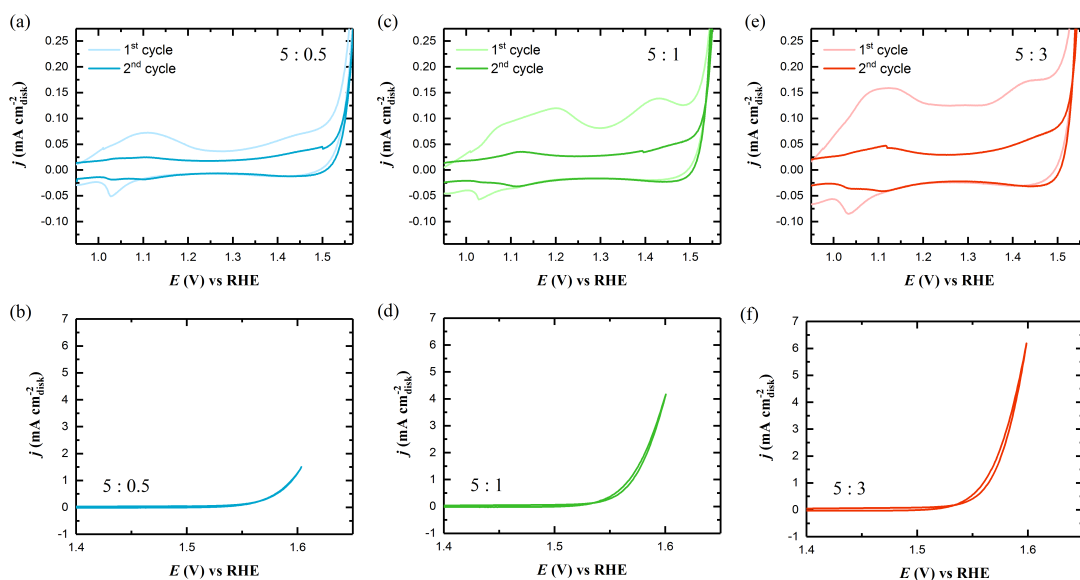 (a)
1st cycle
2nd cycle
5 : 0.5
0.25
0.20
0.15
0.10
0.05
0.00
-0.05
-0.10
j (mA cm-2disk)
1.0 1.1 1.2 1.3 1.4 1.5
E (V) vs RHE
(c)
1st cycle
2nd cycle
5 : 1
0.25
0.20
0.15
0.10
0.05
0.00
-0.05
-0.10
j (mA cm-2disk)
1.0 1.1 1.2 1.3 1.4 1.5
E (V) vs RHE
(e)
1st cycle
2nd cycle
5 : 3
0.25
0.20
0.15
0.10
0.05
0.00
-0.05
-0.10
j (mA cm-2disk)
1.0 1.1 1.2 1.3 1.4 1.5
E (V) vs RHE
(b)
7
6
5
4
3
2
1
0
-1
j (mA cm-2disk)
5 : 0.5
1.4 1.5 1.6
E (V) vs RHE
(d)
7
6
5
4
3
2
1
0
-1
j (mA cm-2disk)
5 : 1
1.4 1.5 1.6
E (V) vs RHE
(f)
7
6
5
4
3
2
1
0
-1
j (mA cm-2disk)
5 : 3
1.4 1.5 1.6
E (V) vs RHE